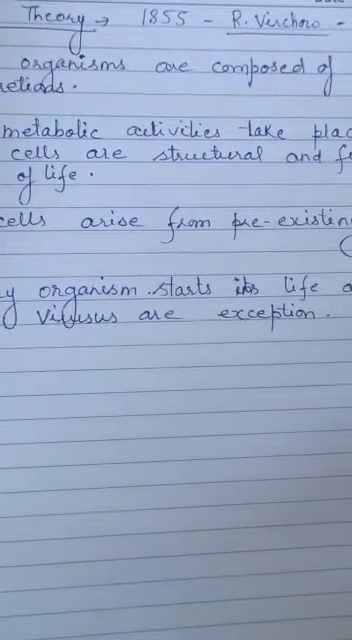 Theory → 1855 - R. Virchow -
organisms are composed of
metabolic activities take plac
cells are structural and f
of life.
cells arise from pre-existin
y organism starts its life a
viruses are exception.